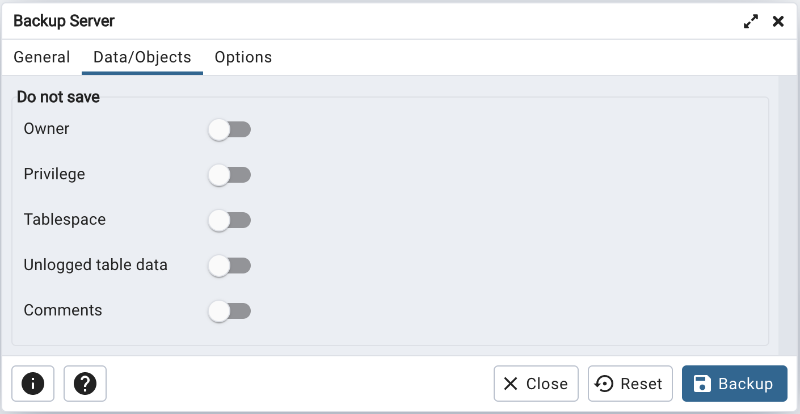 Backup Server
General Data/Objects Options
Do not save
Owner
Privilege
Tablespace
Unlogged table data
Comments
Close Reset Backup